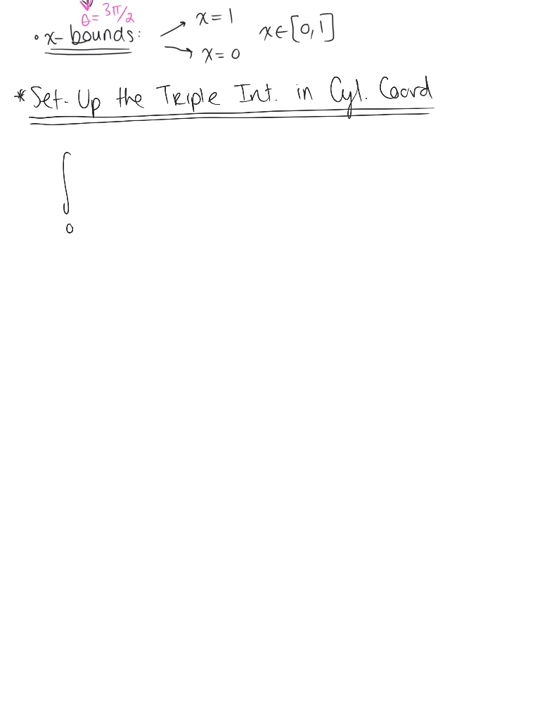 θ = 3π/2
• x- bounds: x = 1 x ∈ [0,1]
x = 0
* Set- Up the Triple Int. in Cyl. Coord
∫
0